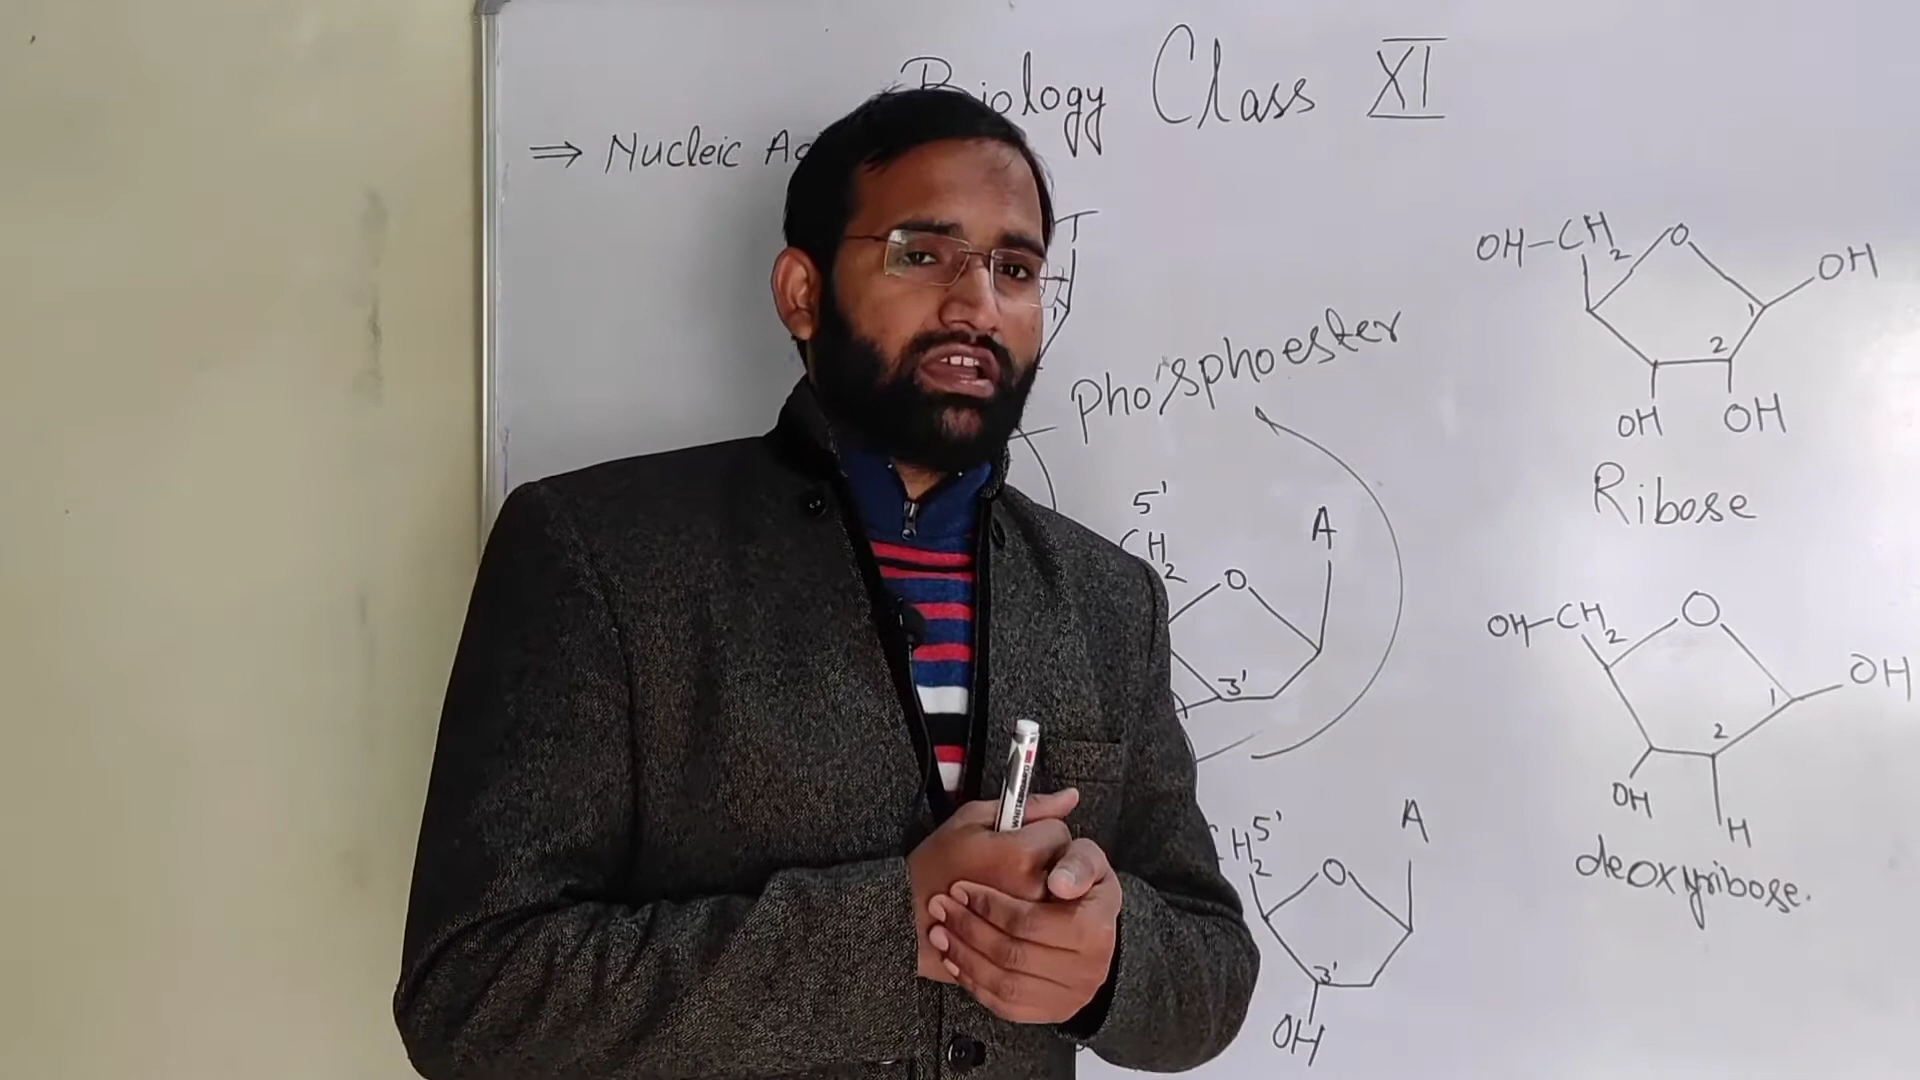 Biology Class XI
⇒ Nucleic
T
Phosphoester
5'
CH2
O
A
3'
CH2 5'
O
A
3'
OH
OH-CH2
O
OH
1
2
OH OH
Ribose
OH-CH2
O
OH
1
2
OH
H
deoxyribose.
WHITEBOARD